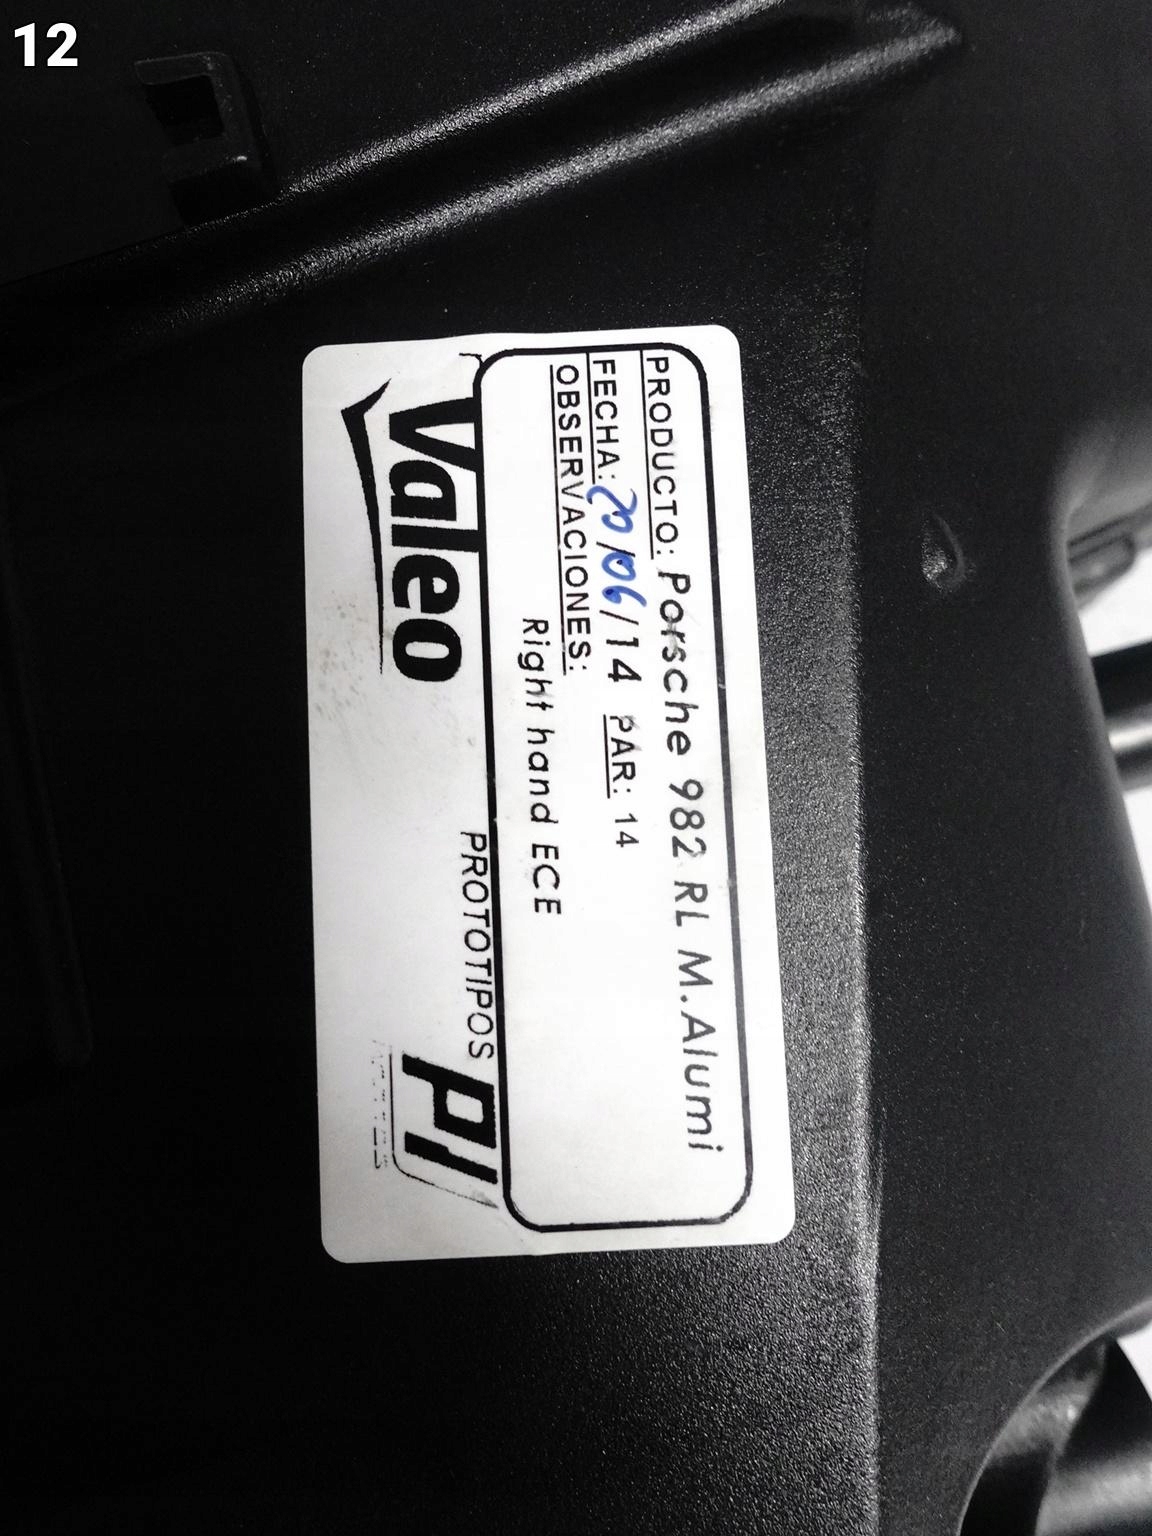 12
PRODUCTO: Porsche 982 RL M.Alumi
FECHA: 20/06/14 PAR: 14
OBSERVACIONES:
Right hand ECE
PROTOTIPOS
Valeo
PI